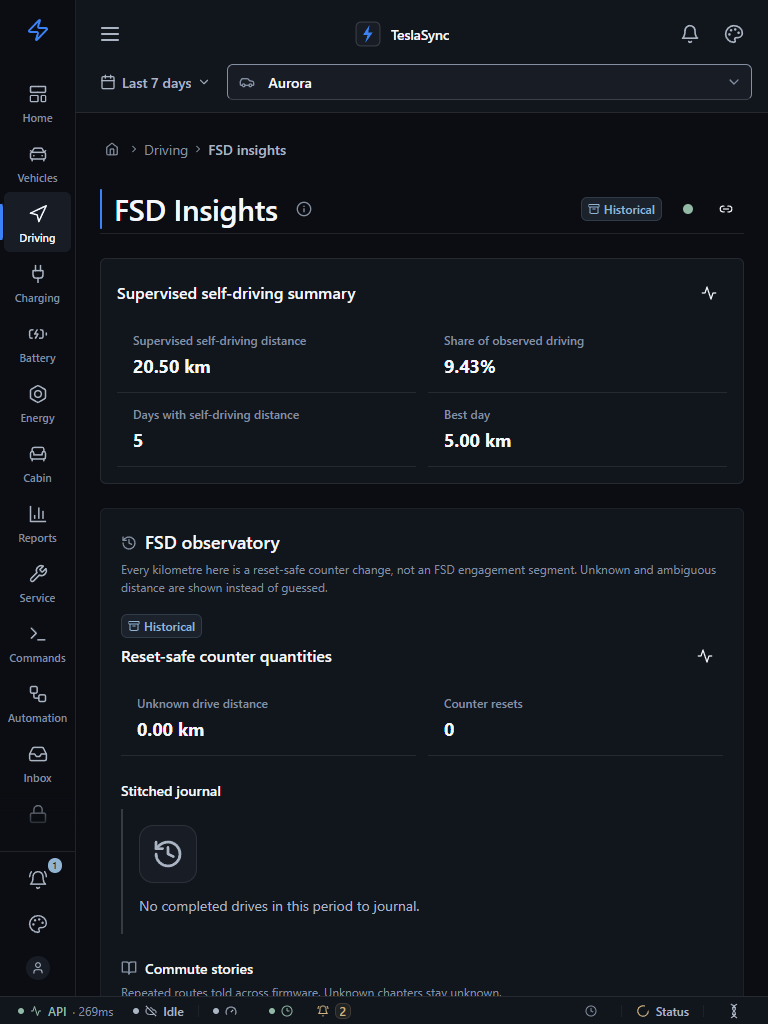 TeslaSync
Last 7 days
Aurora
Home
Vehicles
Driving
Charging
Battery
Energy
Cabin
Reports
Service
Commands
Automation
Inbox
1
Driving
FSD insights
FSD Insights
Historical
Supervised self-driving summary
Supervised self-driving distance
20.50 km
Share of observed driving
9.43%
Days with self-driving distance
5
Best day
5.00 km
FSD observatory
Every kilometre here is a reset-safe counter change, not an FSD engagement segment. Unknown and ambiguous
distance are shown instead of guessed.
Historical
Reset-safe counter quantities
Unknown drive distance
0.00 km
Counter resets
0
Stitched journal
No completed drives in this period to journal.
Commute stories
Repeated routes told across firmware. Unknown chapters stay unknown.
API · 269ms
Idle
2
Status